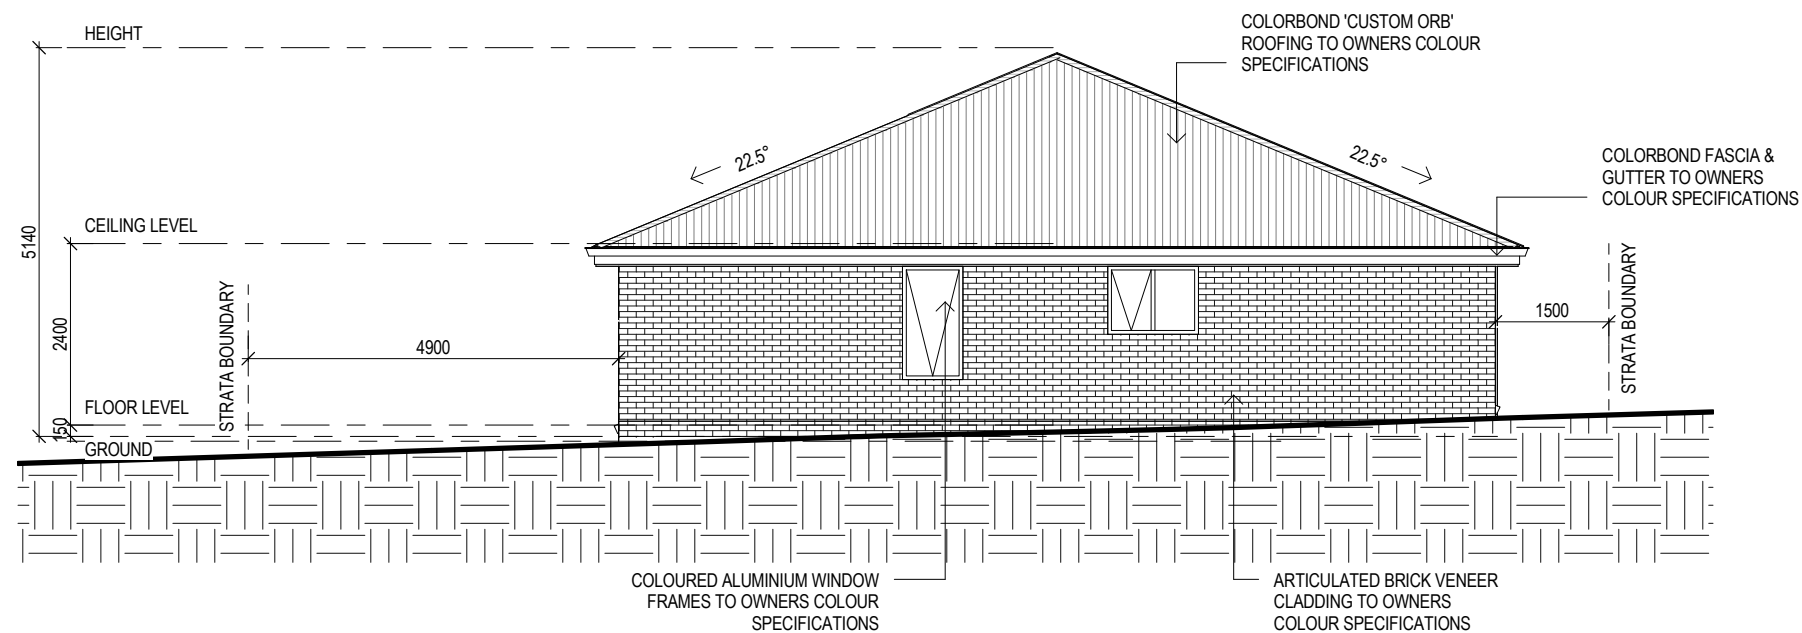 HEIGHT
COLORBOND 'CUSTOM ORB'
ROOFING TO OWNERS COLOUR
SPECIFICATIONS
22.5°
22.5°
COLORBOND FASCIA &
GUTTER TO OWNERS
COLOUR SPECIFICATIONS
CEILING LEVEL
5140
2400
STRATA BOUNDARY
4900
1500
STRATA BOUNDARY
FLOOR LEVEL
150
GROUND
COLOURED ALUMINIUM WINDOW
FRAMES TO OWNERS COLOUR
SPECIFICATIONS
ARTICULATED BRICK VENEER
CLADDING TO OWNERS
COLOUR SPECIFICATIONS